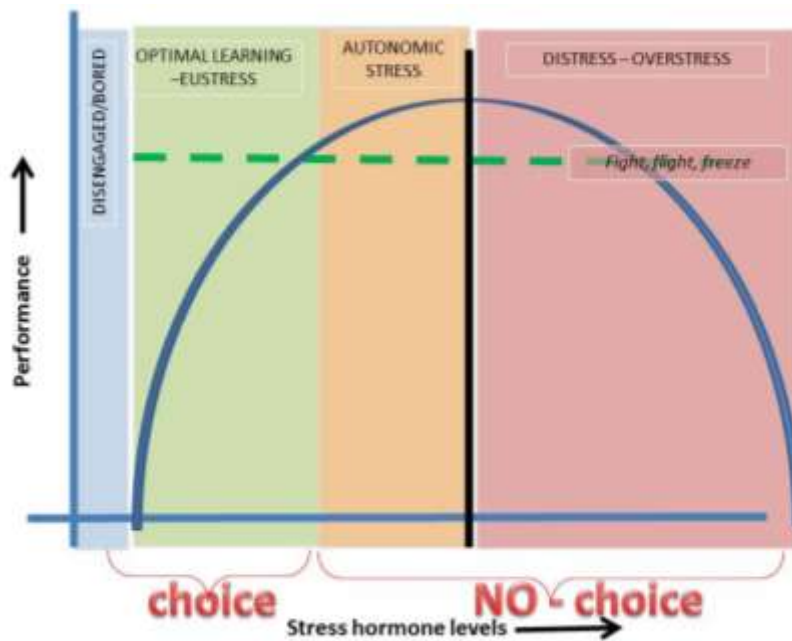 DISENGAGED/BORED
OPTIMAL LEARNING
–EUSTRESS
AUTONOMIC
STRESS
DISTRESS – OVERSTRESS
Fight, flight, freeze
Performance
choice
NO - choice
Stress hormone levels